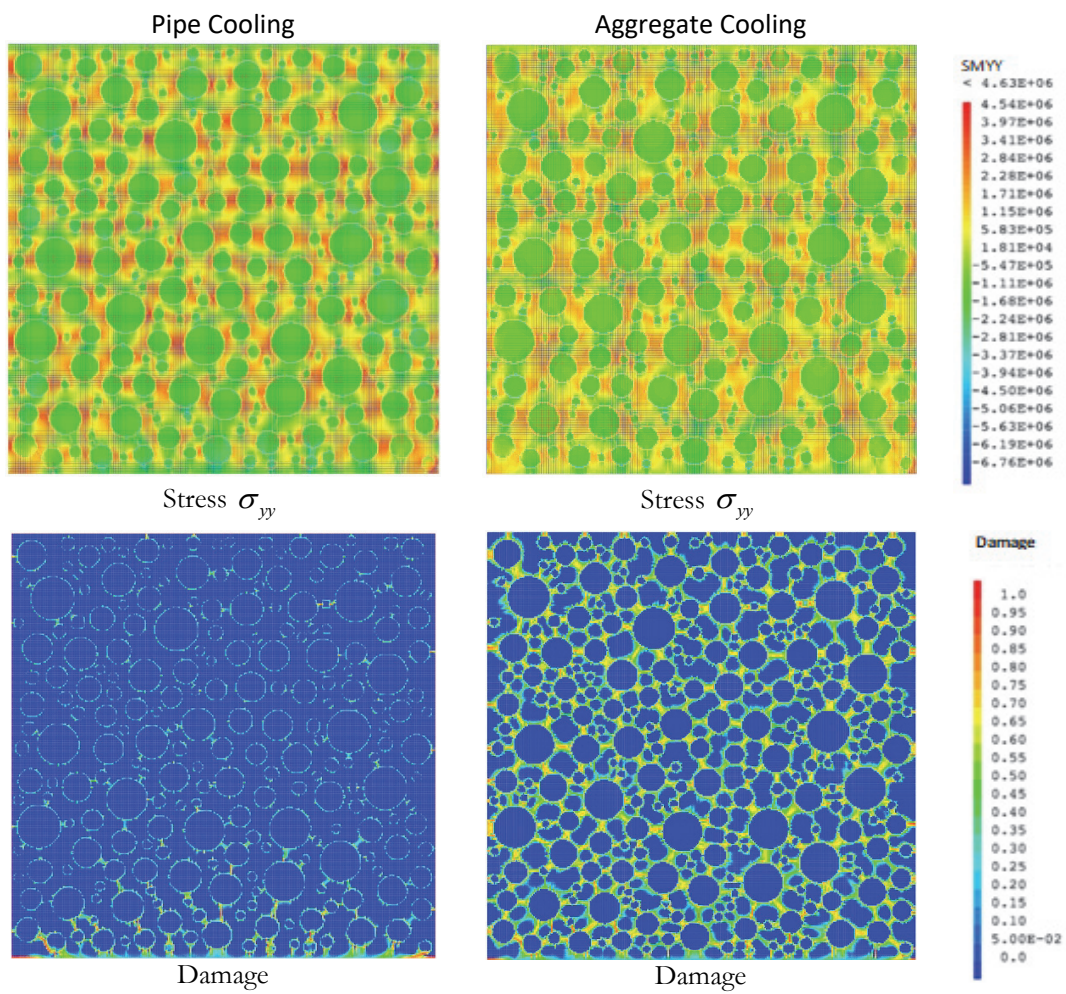 Pipe Cooling
Aggregate Cooling
SMYY
< 4.63E+06
4.54E+06
3.97E+06
3.41E+06
2.84E+06
2.28E+06
1.71E+06
1.15E+06
5.83E+05
1.81E+04
-5.47E+05
-1.11E+06
-1.68E+06
-2.24E+06
-2.81E+06
-3.37E+06
-3.94E+06
-4.50E+06
-5.06E+06
-5.63E+06
-6.19E+06
-6.76E+06
Stress σyy
Stress σyy
Damage
1.0
0.95
0.90
0.85
0.80
0.75
0.70
0.65
0.60
0.55
0.50
0.45
0.40
0.35
0.30
0.25
0.20
0.15
0.10
5.00E-02
0.0
Damage
Damage